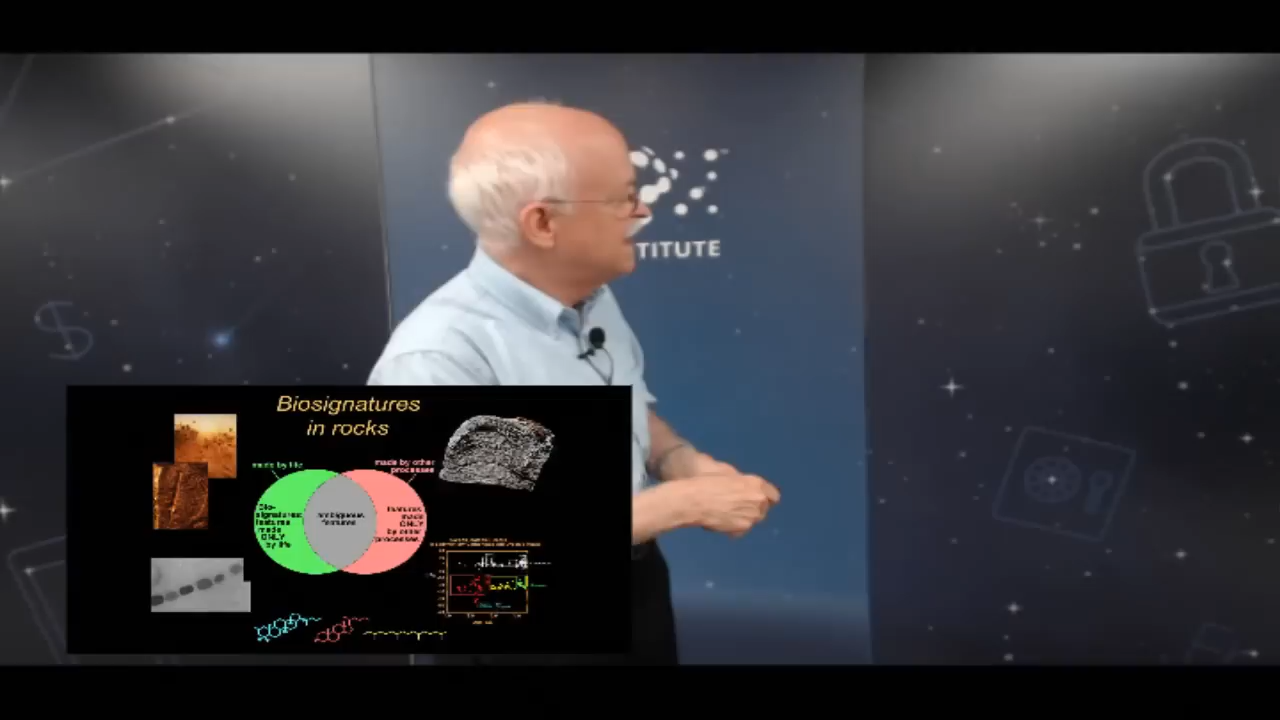 TITUTE
Biosignatures
in rocks
made by life
made by other
processes
Bio-
signatures:
features
made
ONLY
by life
ambiguous
features
features
made
ONLY
by other
processes